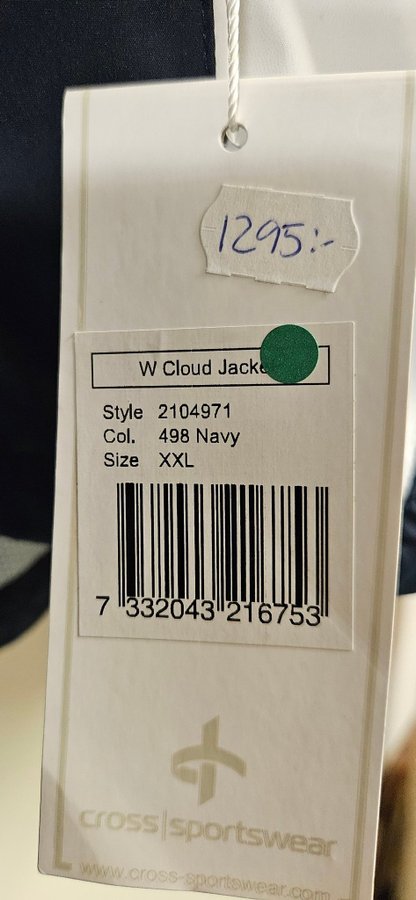 1295:-
W Cloud Jacke
Style 2104971
Col. 498 Navy
Size XXL
7 332043 216753
cross|sportswear
www.cross-sportswear.com